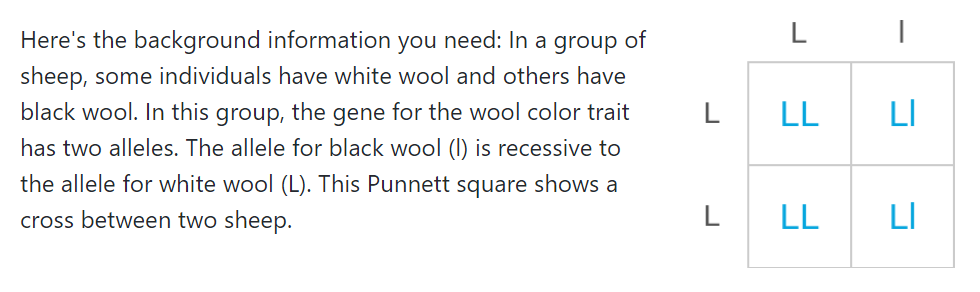 Here's the background information you need: In a group of
sheep, some individuals have white wool and others have
black wool. In this group, the gene for the wool color trait
has two alleles. The allele for black wool (l) is recessive to
the allele for white wool (L). This Punnett square shows a
cross between two sheep.
L l
L LL Ll
L LL Ll